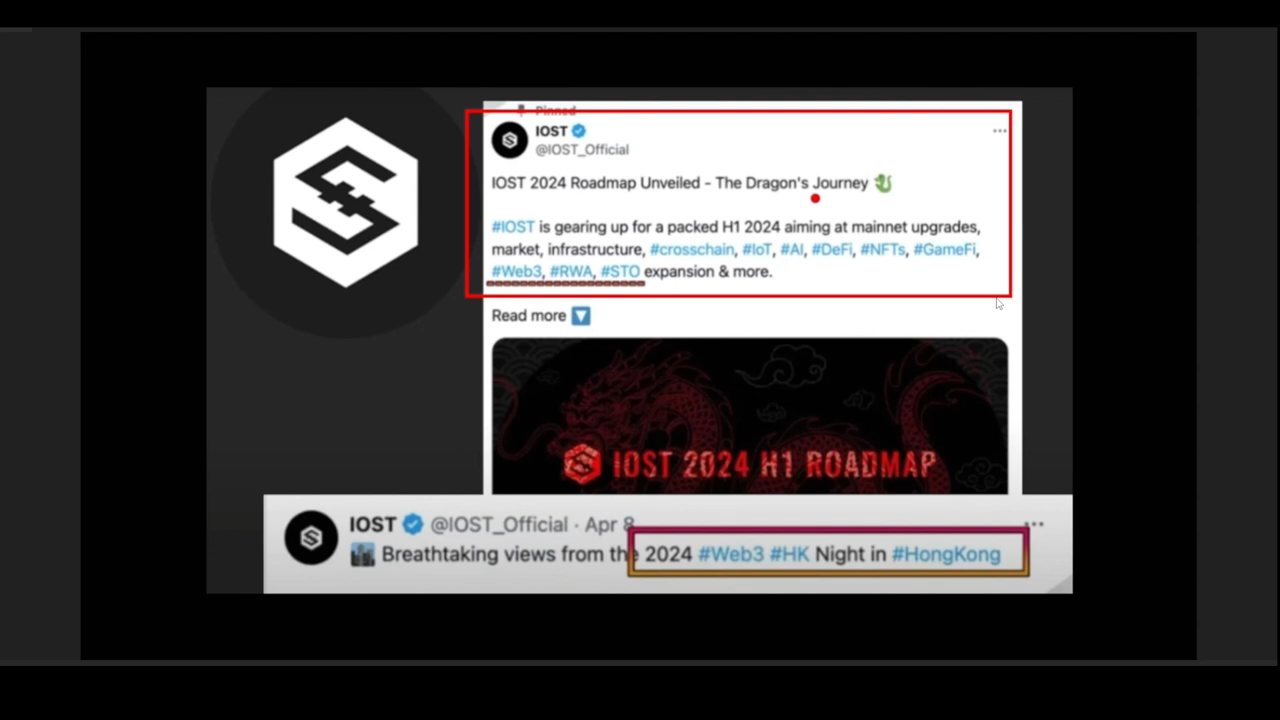 Pinned
IOST
@IOST_Official
IOST 2024 Roadmap Unveiled - The Dragon's Journey 🐉
#IOST is gearing up for a packed H1 2024 aiming at mainnet upgrades,
market, infrastructure, #crosschain, #IoT, #AI, #DeFi, #NFTs, #GameFi,
#Web3, #RWA, #STO expansion & more.
Read more 🔽
IOST 2024 H1 ROADMAP
IOST @IOST_Official · Apr 8
🏙️ Breathtaking views from the 2024 #Web3 #HK Night in #HongKong